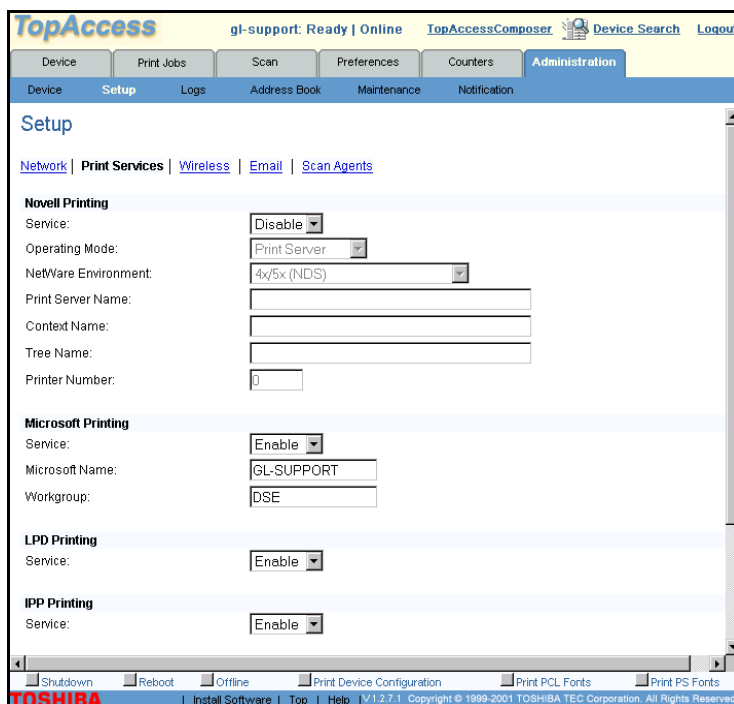 TopAccess gl-support: Ready | Online TopAccessComposer Device Search Logout
Device Print Jobs Scan Preferences Counters Administration
Device Setup Logs Address Book Maintenance Notification
Setup
Network | Print Services | Wireless | Email | Scan Agents
Novell Printing
Service: Disable
Operating Mode: Print Server
NetWare Environment: 4x/5x (NDS)
Print Server Name:
Context Name:
Tree Name:
Printer Number: 0
Microsoft Printing
Service: Enable
Microsoft Name: GL-SUPPORT
Workgroup: DSE
LPD Printing
Service: Enable
IPP Printing
Service: Enable
Shutdown Reboot Offline Print Device Configuration Print PCL Fonts Print PS Fonts
TOSHIBA | Install Software | Top | Help | V1.2.7.1 Copyright © 1999-2001 TOSHIBA TEC Corporation. All Rights Reserved